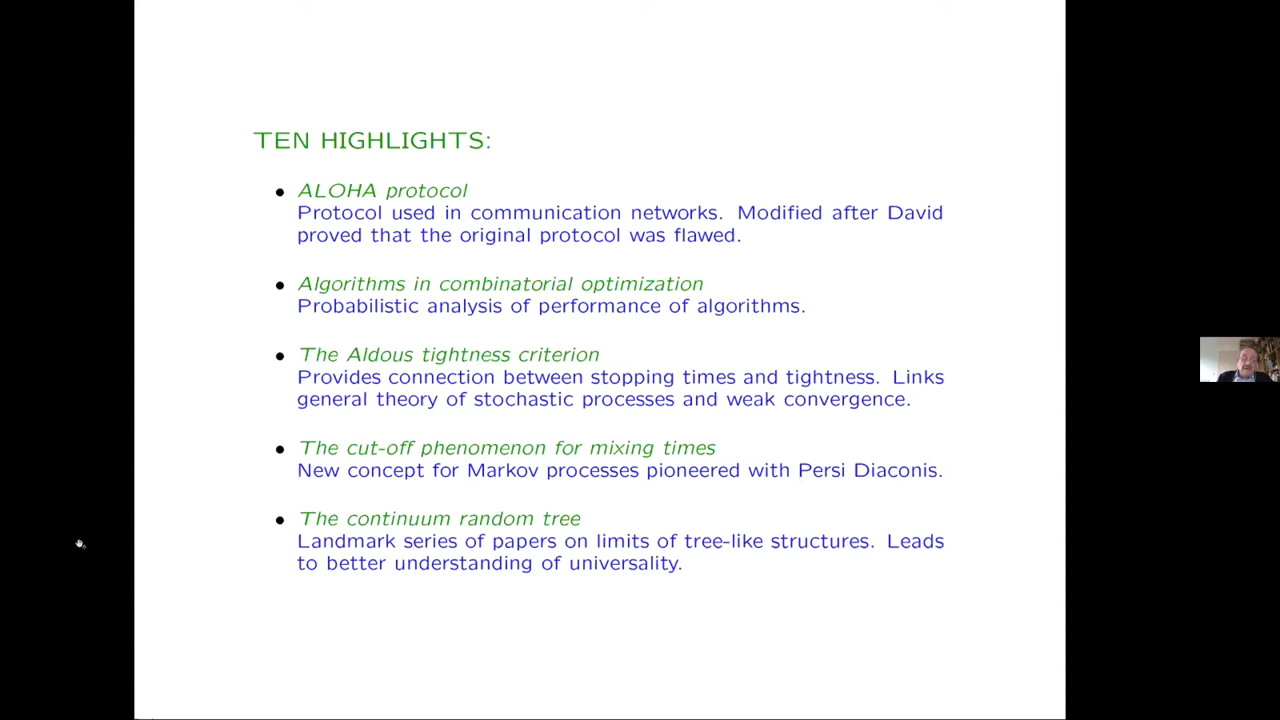 TEN HIGHLIGHTS:
• ALOHA protocol
Protocol used in communication networks. Modified after David
proved that the original protocol was flawed.
• Algorithms in combinatorial optimization
Probabilistic analysis of performance of algorithms.
• The Aldous tightness criterion
Provides connection between stopping times and tightness. Links
general theory of stochastic processes and weak convergence.
• The cut-off phenomenon for mixing times
New concept for Markov processes pioneered with Persi Diaconis.
• The continuum random tree
Landmark series of papers on limits of tree-like structures. Leads
to better understanding of universality.